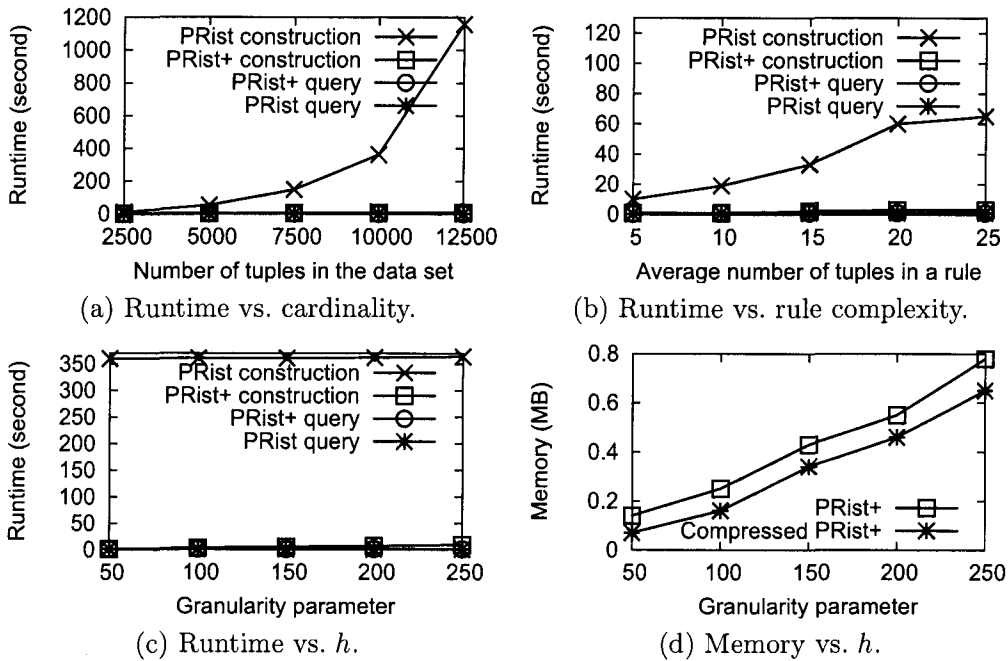 Runtime (second)
1200
1000
800
600
400
200
0
PRist construction
PRist+ construction
PRist+ query
PRist query
2500 5000 7500 10000 12500
Number of tuples in the data set
(a) Runtime vs. cardinality.
Runtime (second)
120
100
80
60
40
20
0
PRist construction
PRist+ construction
PRist+ query
PRist query
5 10 15 20 25
Average number of tuples in a rule
(b) Runtime vs. rule complexity.
Runtime (second)
350
300
250
200
150
100
50
0
PRist construction
PRist+ construction
PRist+ query
PRist query
50 100 150 200 250
Granularity parameter
(c) Runtime vs. h.
Memory (MB)
0.8
0.6
0.4
0.2
0
PRist+
Compressed PRist+
50 100 150 200 250
Granularity parameter
(d) Memory vs. h.